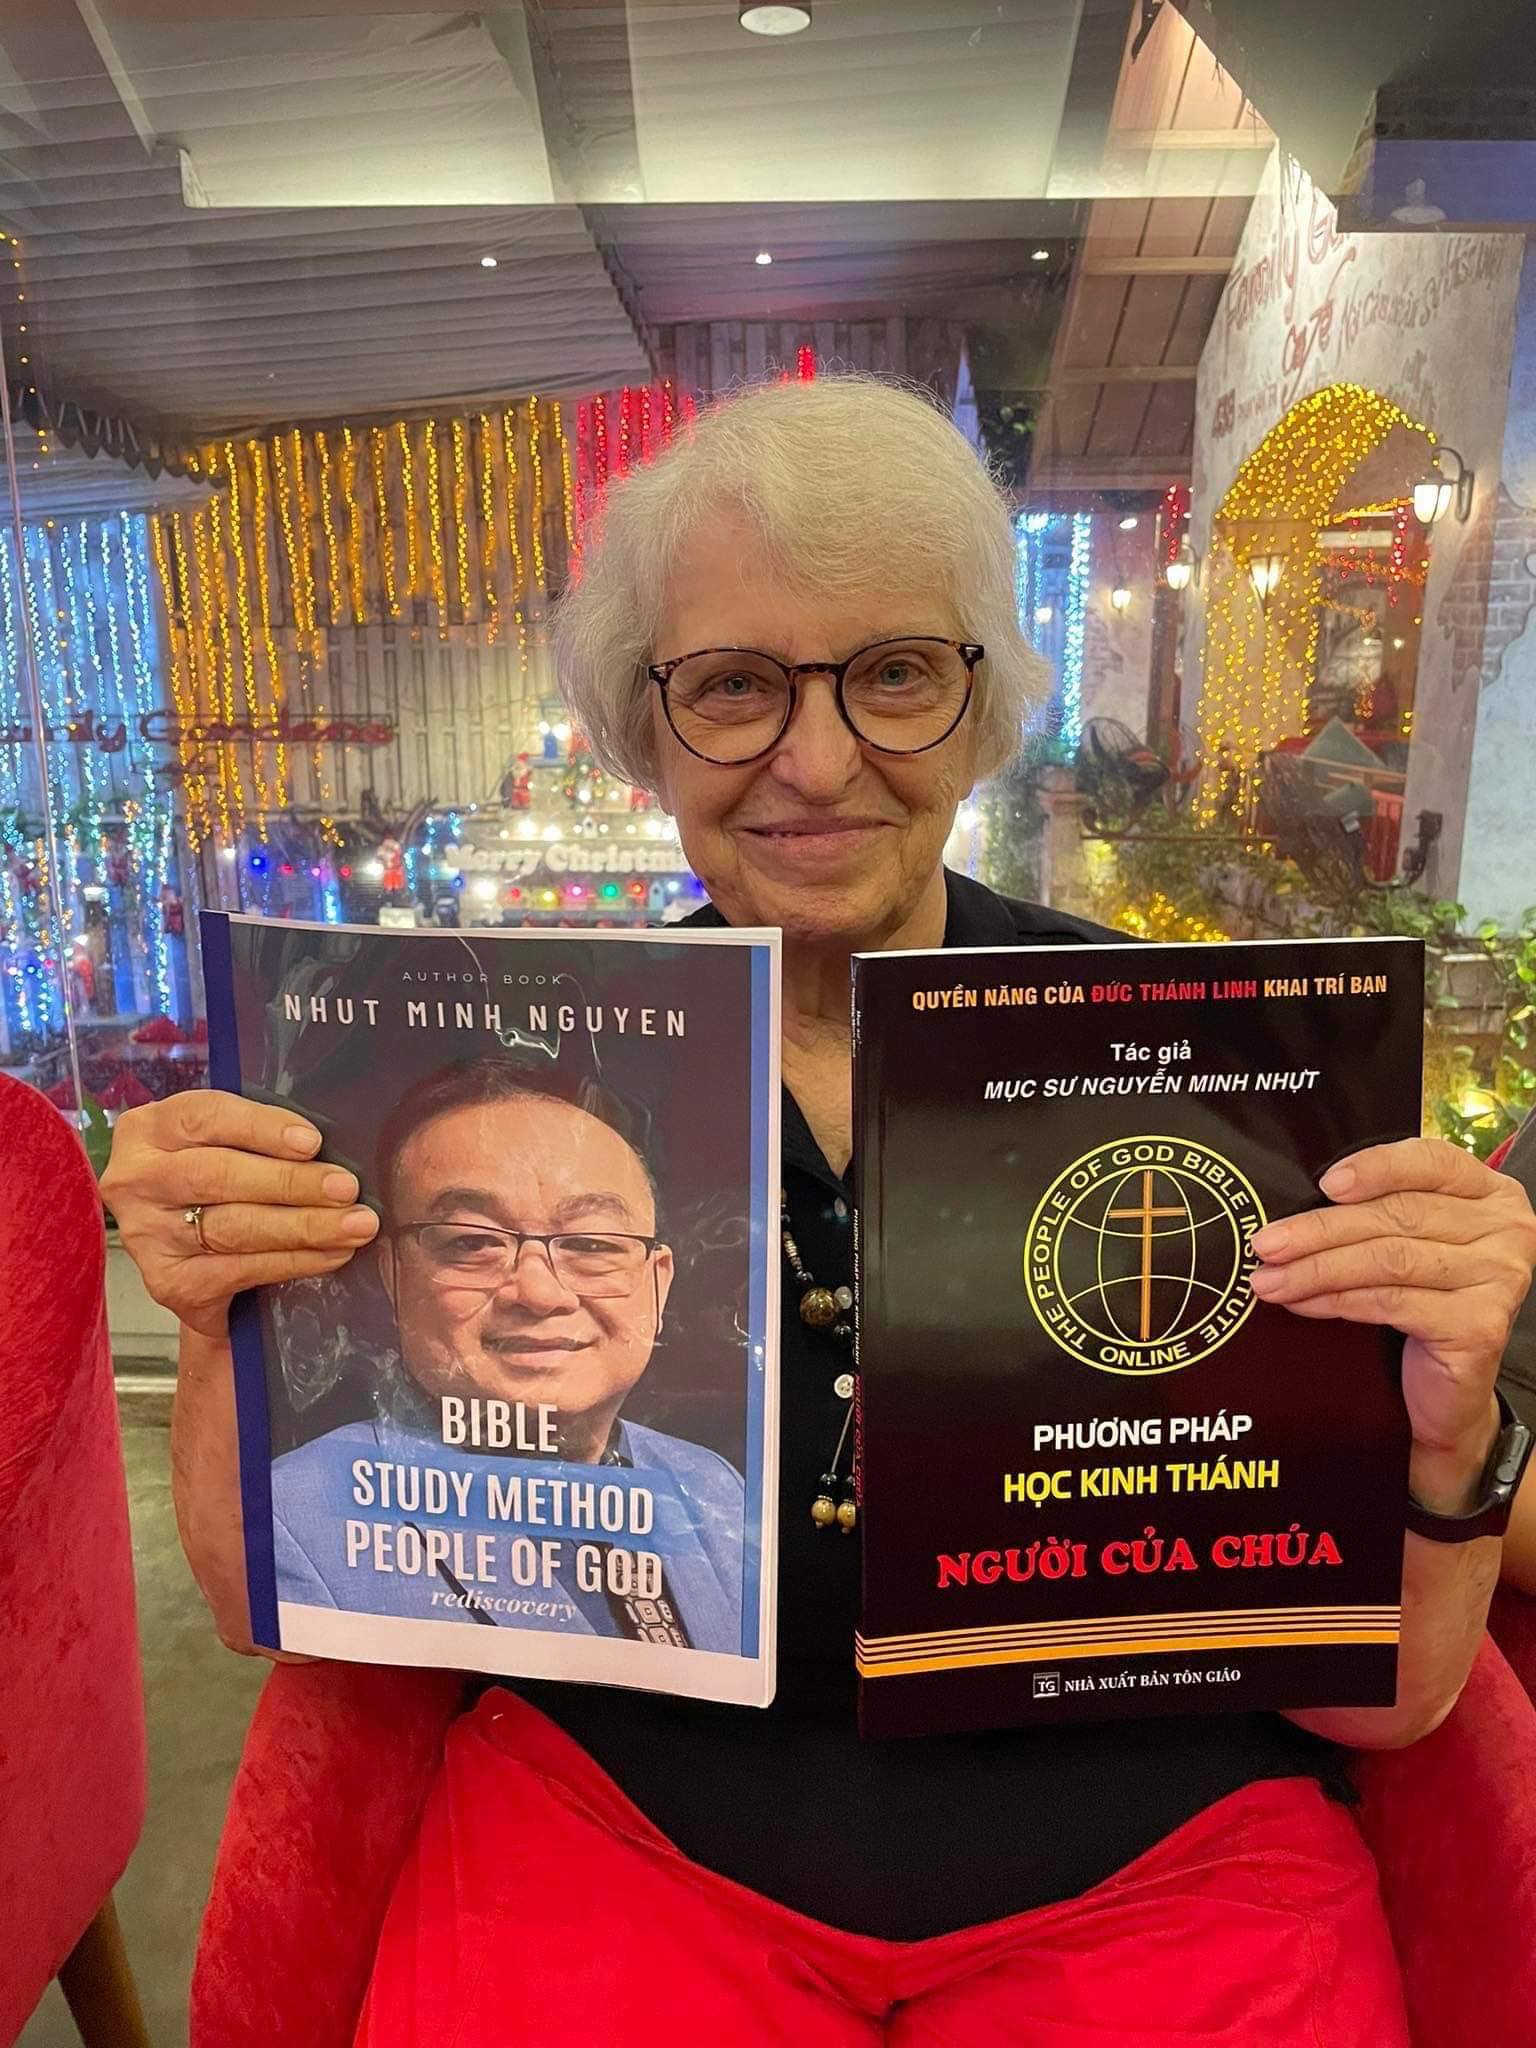 Family Garden
Merry Christmas
AUTHOR BOOK
NHUT MINH NGUYEN
BIBLE
STUDY METHOD
PEOPLE OF GOD
rediscovery
QUYỀN NĂNG CỦA ĐỨC THÁNH LINH KHAI TRÍ BẠN
Tác giả
MỤC SƯ NGUYỄN MINH NHỰT
THE PEOPLE OF GOD BIBLE INSTITUTE ONLINE
PHƯƠNG PHÁP
HỌC KINH THÁNH
NGƯỜI CỦA CHÚA
TG NHÀ XUẤT BẢN TÔN GIÁO